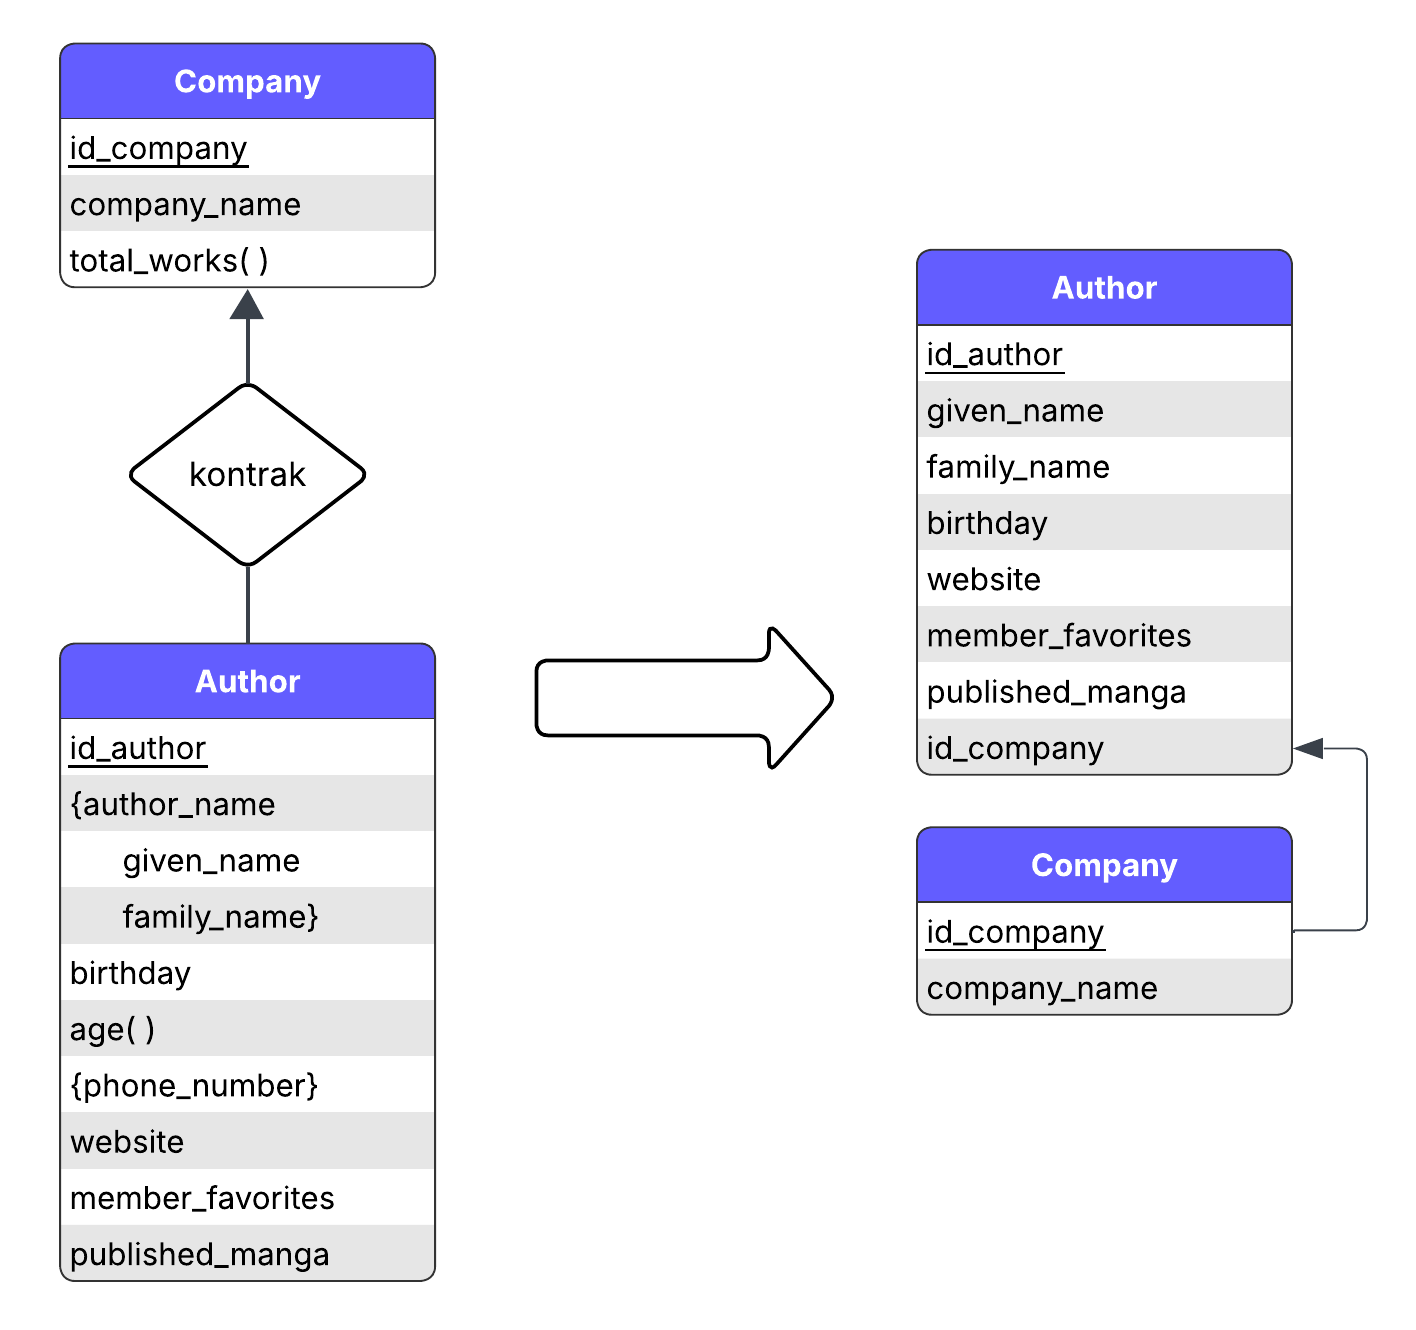 Company
id_company
company_name
total_works( )
kontrak
Author
id_author
{author_name
given_name
family_name}
birthday
age( )
{phone_number}
website
member_favorites
published_manga
Author
id_author
given_name
family_name
birthday
website
member_favorites
published_manga
id_company
Company
id_company
company_name